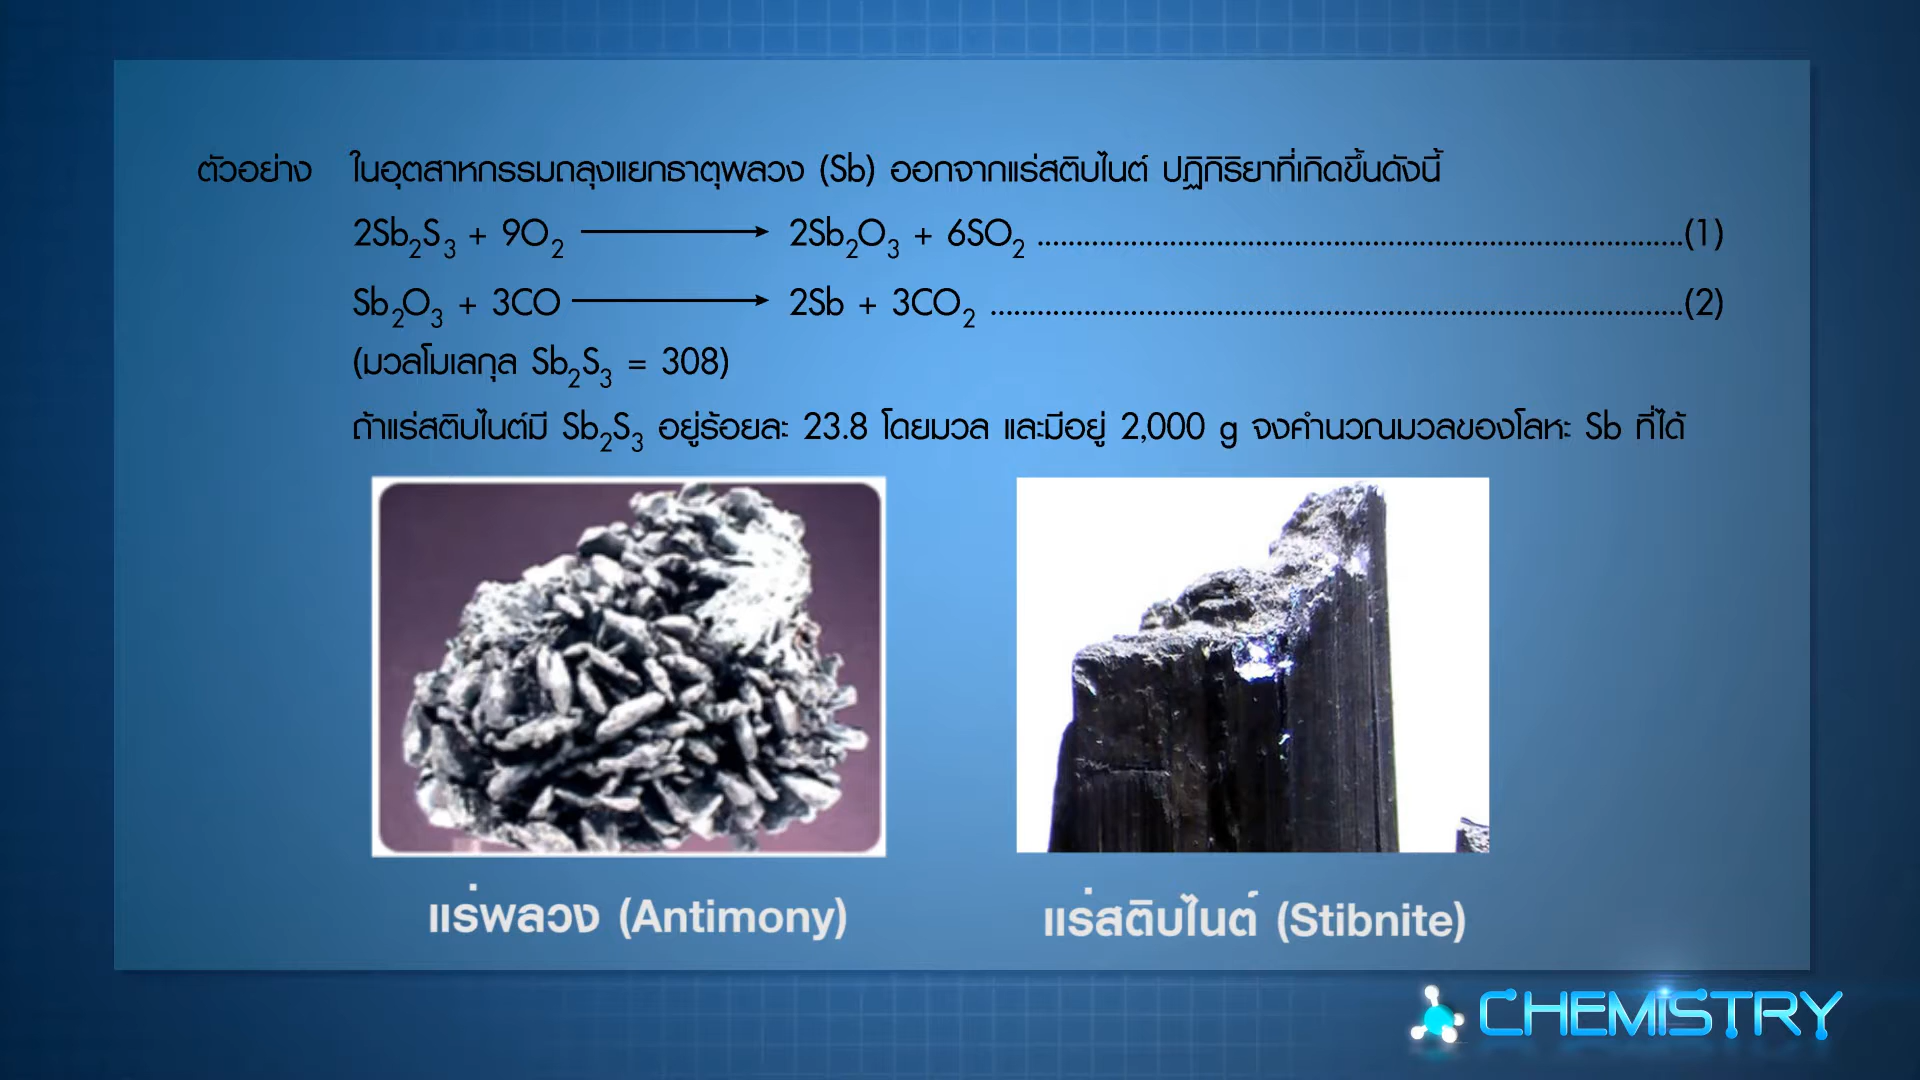 ตัวอย่าง ในอุตสาหกรรมถลุงแยกธาตุพลวง (Sb) ออกจากแร่สติบไนต์ ปฏิกิริยาที่เกิดขึ้นดังนี้
2Sb₂S₃ + 9O₂ ⟶ 2Sb₂O₃ + 6SO₂ ....................(1)
Sb₂O₃ + 3CO ⟶ 2Sb + 3CO₂ ....................(2)
(มวลโมเลกุล Sb₂S₃ = 308)
ถ้าแร่สติบไนต์มี Sb₂S₃ อยู่ร้อยละ 23.8 โดยมวล และมีอยู่ 2,000 g จงคำนวณมวลของโลหะ Sb ที่ได้
แร่พลวง (Antimony)
แร่สติบไนต์ (Stibnite)
CHEMiSTRY